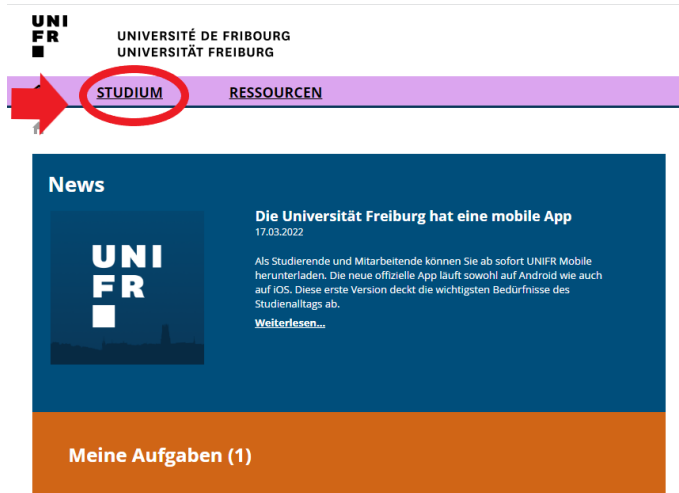 UNI
FR
UNIVERSITÉ DE FRIBOURG
UNIVERSITÄT FREIBURG
STUDIUM
RESSOURCEN
News
UNI
FR
Die Universität Freiburg hat eine mobile App
17.03.2022
Als Studierende und Mitarbeitende können Sie ab sofort UNIFR Mobile
herunterladen. Die neue offizielle App läuft sowohl auf Android wie auch
auf iOS. Diese erste Version deckt die wichtigsten Bedürfnisse des
Studienalltags ab.
Weiterlesen...
Meine Aufgaben (1)